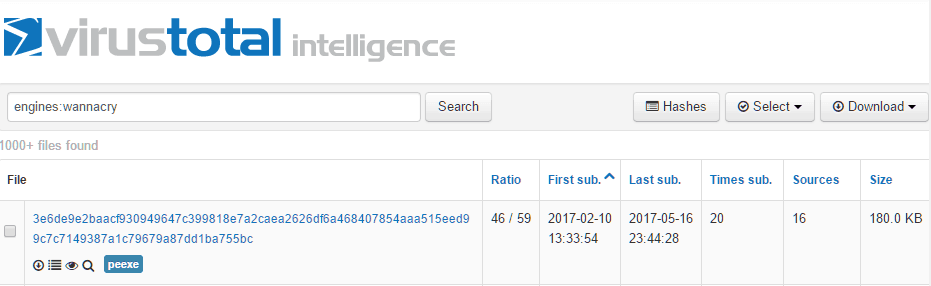 virustotal intelligence
engines:wannacry Search Hashes Select Download
1000+ files found
File Ratio First sub. Last sub. Times sub. Sources Size
3e6de9e2baacf930949647c399818e7a2caea2626df6a468407854aaa515eed9 46 / 59 2017-02-10 2017-05-16 20 16 180.0 KB
9c7c7149387a1c79679a87dd1ba755bc 13:33:54 23:44:28
peexe